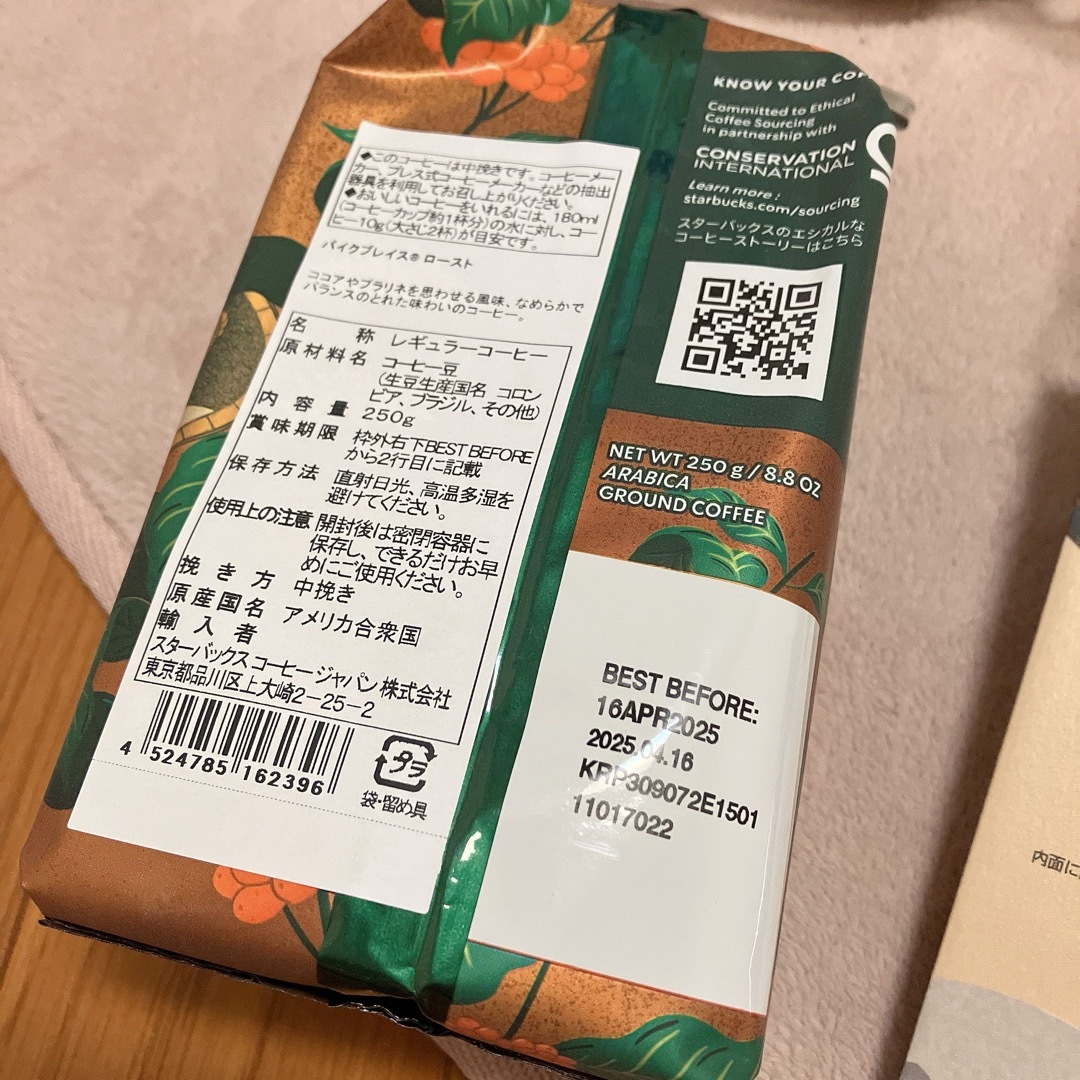 ◆このコーヒーは中挽きです。コーヒーメー
カー、プレス式コーヒーメーカーなどの抽出
器具を利用してお召し上がりください。
◆おいしいコーヒーをいれるには、180ml
(コーヒーカップ約1杯分)の水に対し、コー
ヒー10g(大さじ2杯)が目安です。
パイクプレイス® ロースト
ココアやプラリネを思わせる風味、なめらかで
バランスのとれた味わいのコーヒー。
名称 レギュラーコーヒー
原材料名 コーヒー豆
(生豆生産国名 コロン
ビア、ブラジル、その他)
内容量 250g
賞味期限 枠外右下BEST BEFORE
から2行目に記載
保存方法 直射日光、高温多湿を
避けてください。
使用上の注意 開封後は密閉容器に
保存し、できるだけお早
めにご使用ください。
挽き方 中挽き
原産国名 アメリカ合衆国
輸入者
スターバックス コーヒー ジャパン 株式会社
東京都品川区上大崎2-25-2
4 524785 162396
プラ
袋・留め具
KNOW YOUR
Committed to Ethical
Coffee Sourcing
in partnership with
CONSERVATION
INTERNATIONAL
Learn more :
starbucks.com/sourcing
スターバックスのエシカルな
コーヒーストーリーはこちら
NET WT 250 g / 8.8 OZ
ARABICA
GROUND COFFEE
BEST BEFORE:
16APR2025
2025.04.16
KRP309072E1501
11017022
内面に